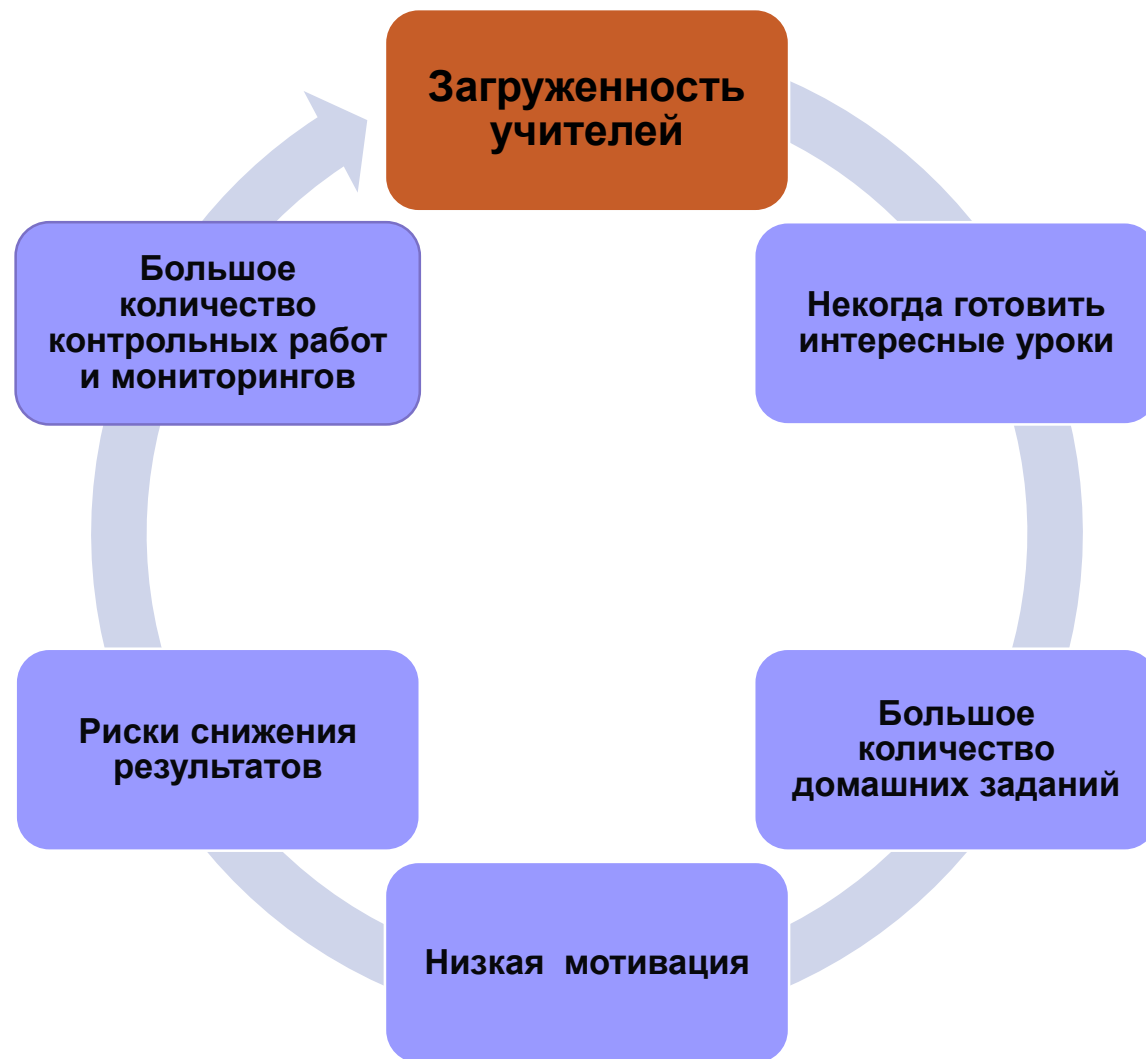 Загруженность
учителей
Некогда готовить
интересные уроки
Большое
количество
домашних заданий
Низкая мотивация
Риски снижения
результатов
Большое
количество
контрольных работ
и мониторингов